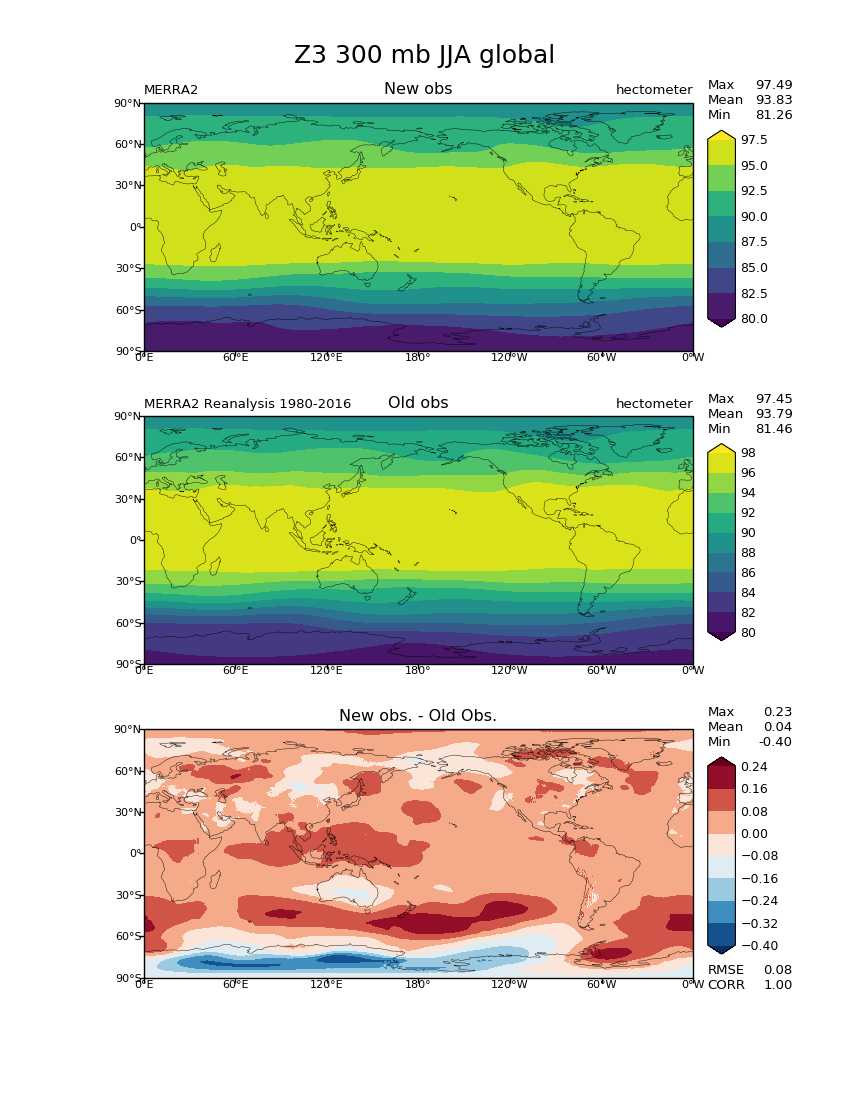 Z3 300 mb JJA global
MERRA2 New obs hectometer
Max 97.49
Mean 93.83
Min 81.26
90°N
60°N
30°N
0°
30°S
60°S
90°S
0°E 60°E 120°E 180° 120°W 60°W 0°W
97.5
95.0
92.5
90.0
87.5
85.0
82.5
80.0
MERRA2 Reanalysis 1980-2016 Old obs hectometer
Max 97.45
Mean 93.79
Min 81.46
90°N
60°N
30°N
0°
30°S
60°S
90°S
0°E 60°E 120°E 180° 120°W 60°W 0°W
98
96
94
92
90
88
86
84
82
80
New obs. - Old Obs.
Max 0.23
Mean 0.04
Min -0.40
90°N
60°N
30°N
0°
30°S
60°S
90°S
0°E 60°E 120°E 180° 120°W 60°W 0°W
0.24
0.16
0.08
0.00
−0.08
−0.16
−0.24
−0.32
−0.40
RMSE 0.08
CORR 1.00